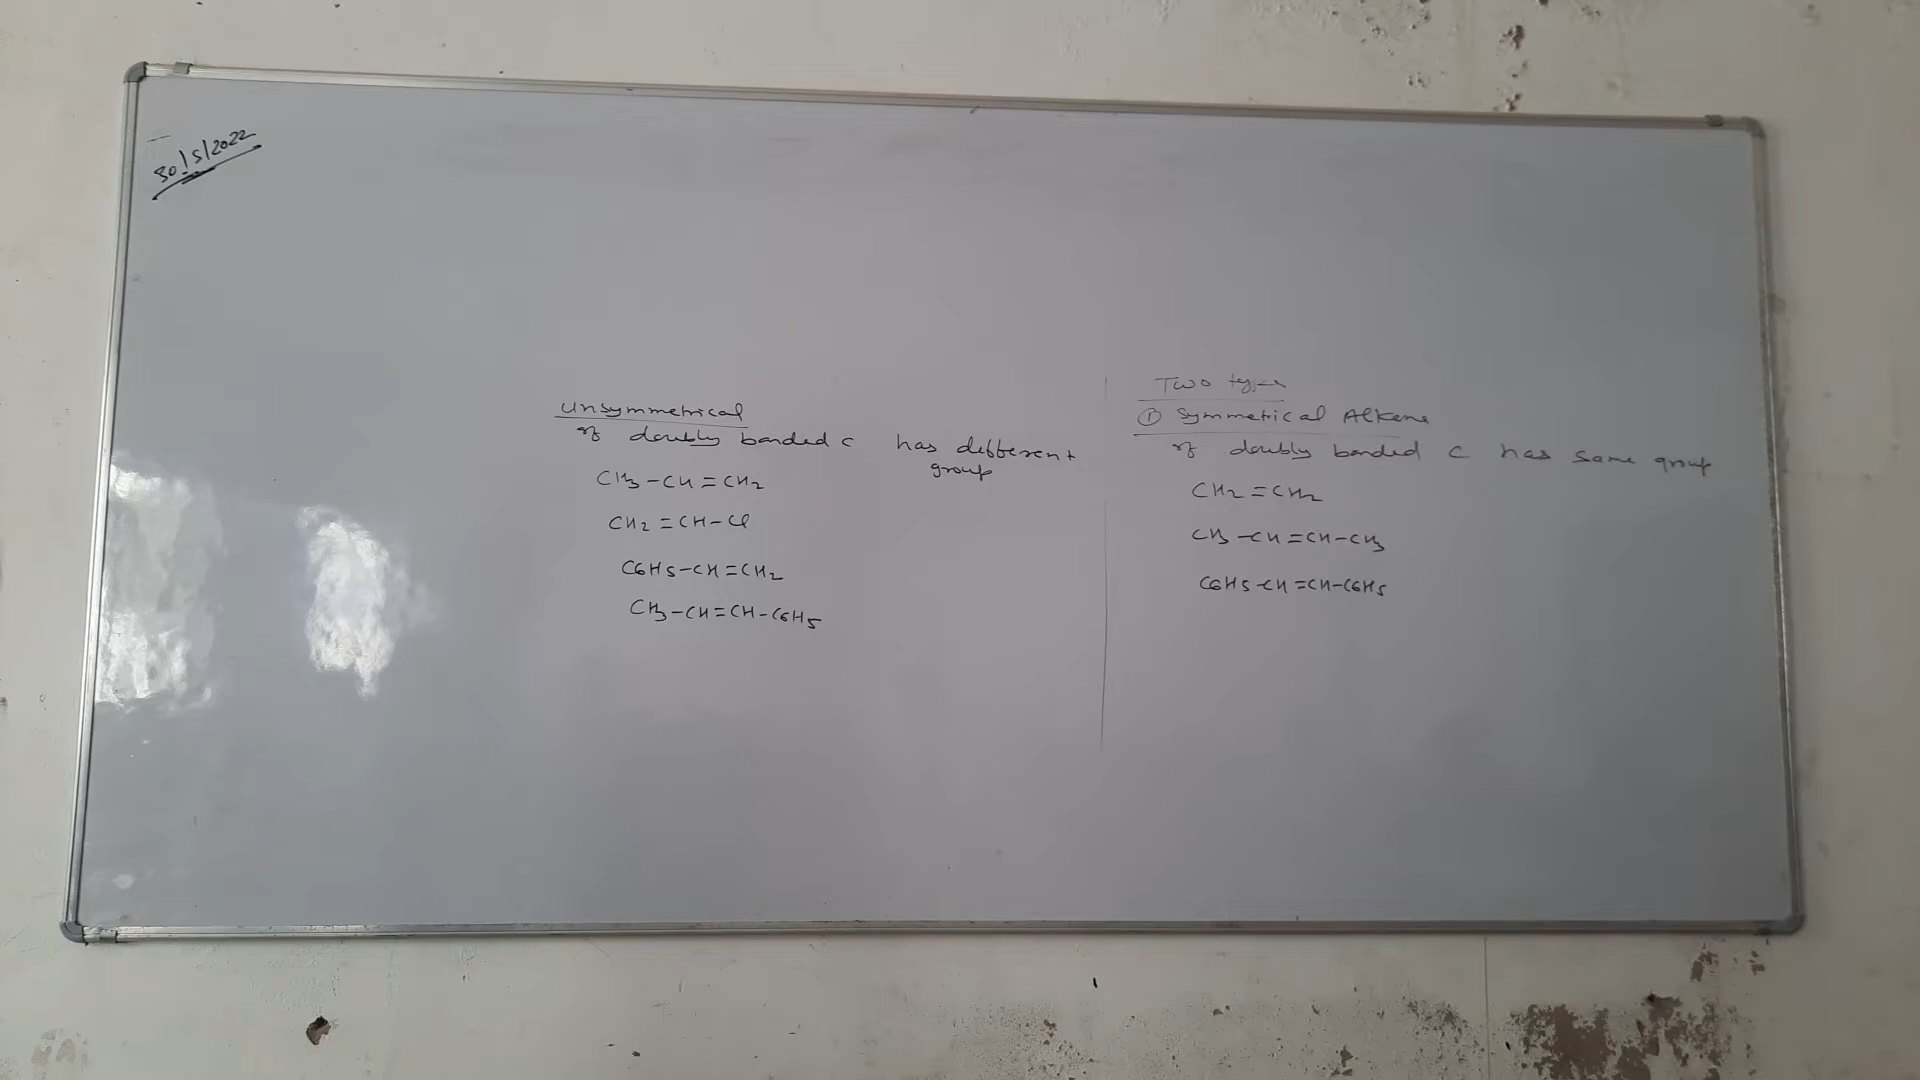 30/5/2022
Unsymmetrical
If doubly bonded C has different
group
CH3-CH=CH2
CH2=CH-Cl
C6H5-CH=CH2
CH3-CH=CH-C6H5
Two types
① Symmetrical Alkene
If doubly bonded C has same group
CH2=CH2
CH3-CH=CH-CH3
C6H5-CH=CH-C6H5